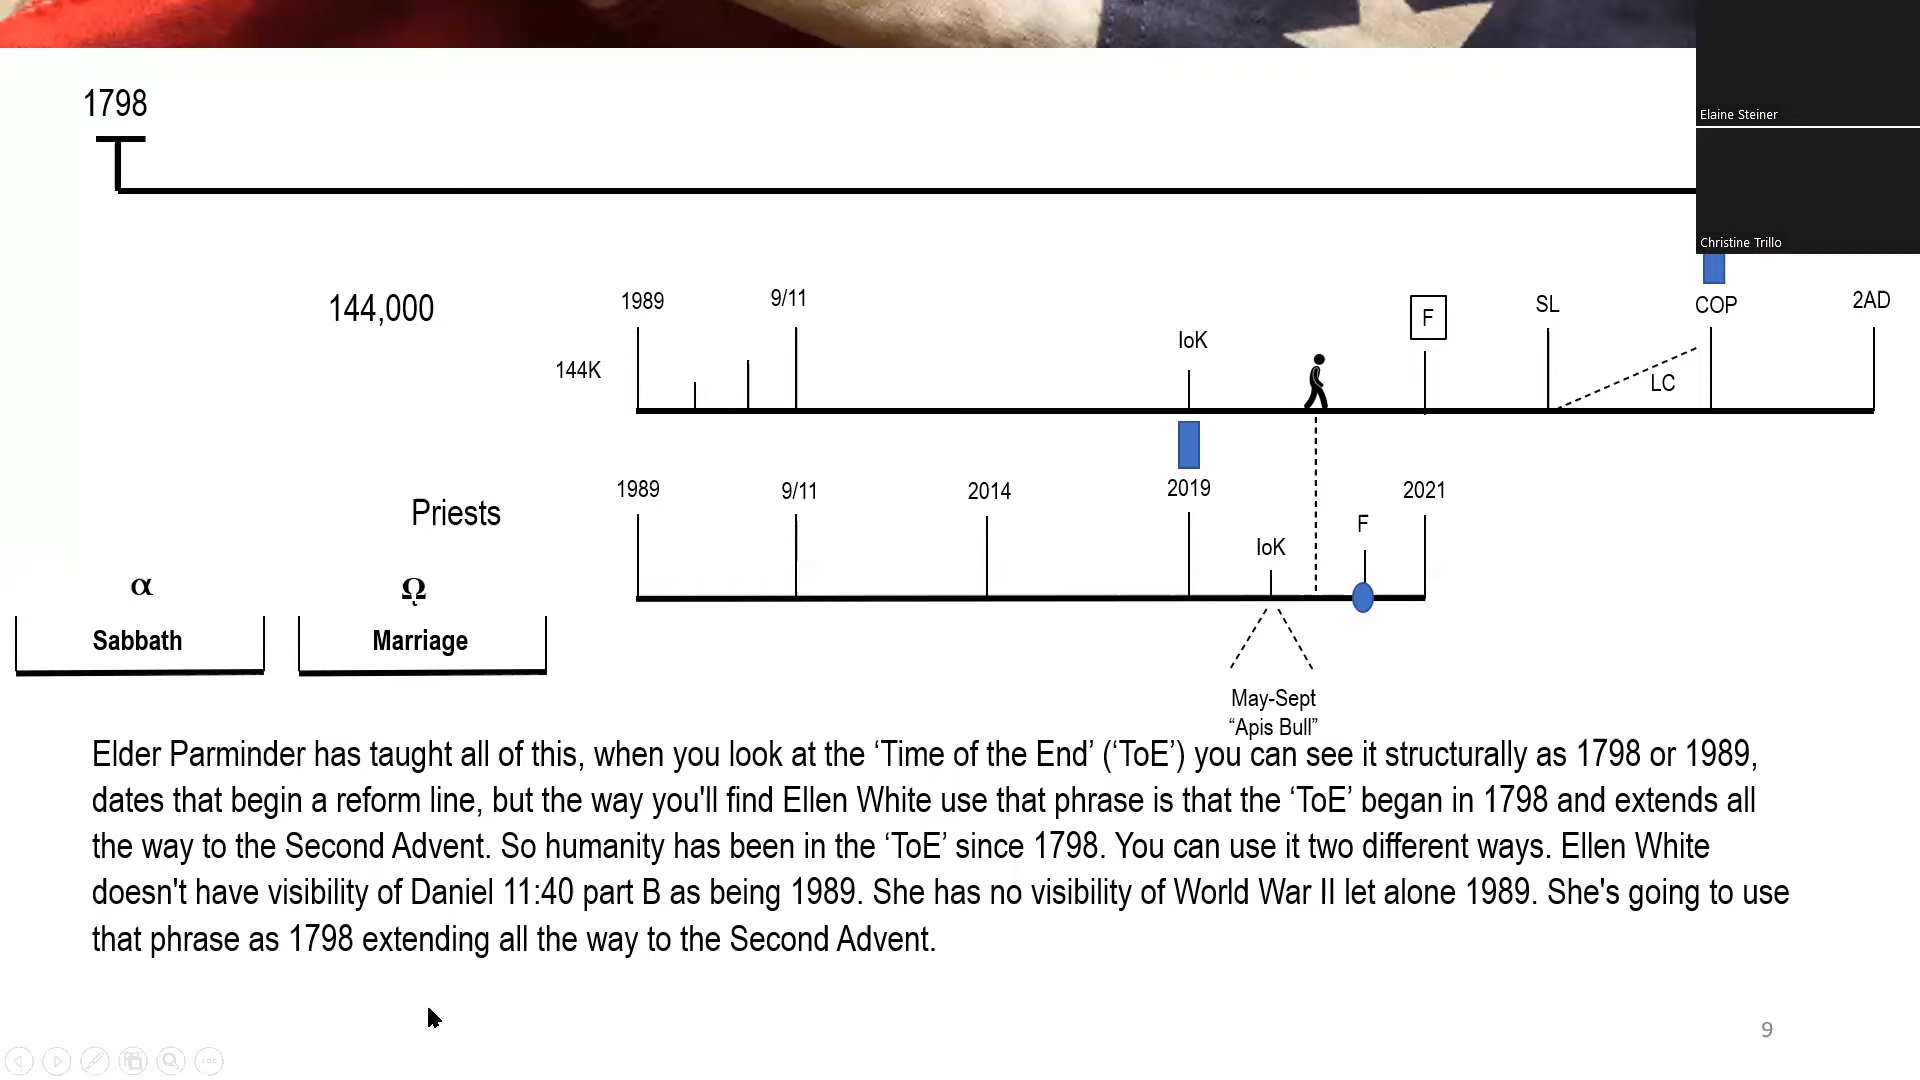 1798
Elaine Steiner
Christine Trillo
144,000
1989
9/11
IoK
F
SL
COP
2AD
144K
LC
Priests
1989
9/11
2014
2019
2021
IoK
F
α
Ω
Sabbath
Marriage
May-Sept
“Apis Bull”
Elder Parminder has taught all of this, when you look at the ‘Time of the End’ (‘ToE’) you can see it structurally as 1798 or 1989,
dates that begin a reform line, but the way you'll find Ellen White use that phrase is that the ‘ToE’ began in 1798 and extends all
the way to the Second Advent. So humanity has been in the ‘ToE’ since 1798. You can use it two different ways. Ellen White
doesn't have visibility of Daniel 11:40 part B as being 1989. She has no visibility of World War II let alone 1989. She's going to use
that phrase as 1798 extending all the way to the Second Advent.
9